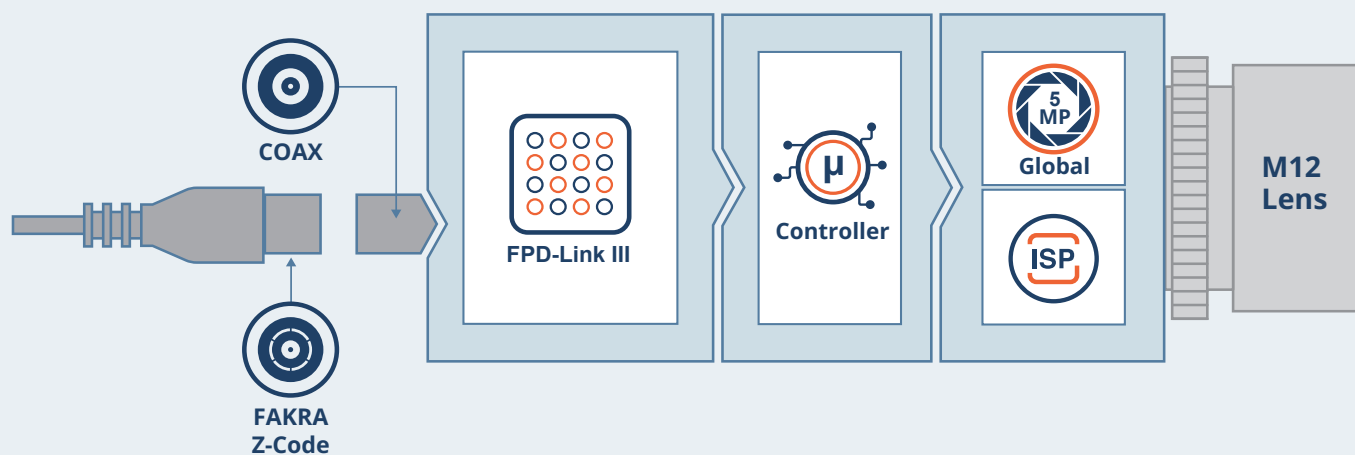 COAX
FAKRA
Z-Code
FPD-Link III
µ
Controller
5
MP
Global
ISP
M12
Lens